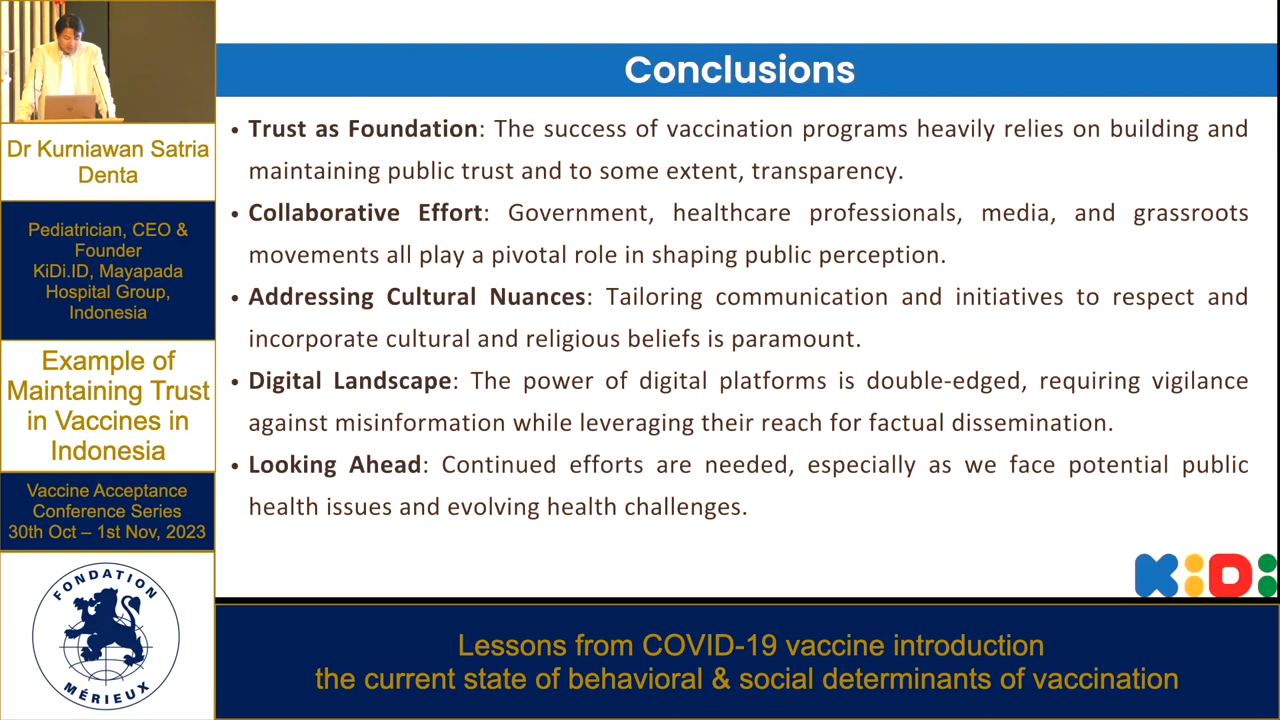 Dr Kurniawan Satria
Denta
Pediatrician, CEO &
Founder
KiDi.ID, Mayapada
Hospital Group,
Indonesia
Example of
Maintaining Trust
in Vaccines in
Indonesia
Vaccine Acceptance
Conference Series
30th Oct – 1st Nov, 2023
FONDATION
MÉRIEUX
Conclusions
• Trust as Foundation: The success of vaccination programs heavily relies on building and
maintaining public trust and to some extent, transparency.
• Collaborative Effort: Government, healthcare professionals, media, and grassroots
movements all play a pivotal role in shaping public perception.
• Addressing Cultural Nuances: Tailoring communication and initiatives to respect and
incorporate cultural and religious beliefs is paramount.
• Digital Landscape: The power of digital platforms is double-edged, requiring vigilance
against misinformation while leveraging their reach for factual dissemination.
• Looking Ahead: Continued efforts are needed, especially as we face potential public
health issues and evolving health challenges.
KiDi
Lessons from COVID-19 vaccine introduction
the current state of behavioral & social determinants of vaccination